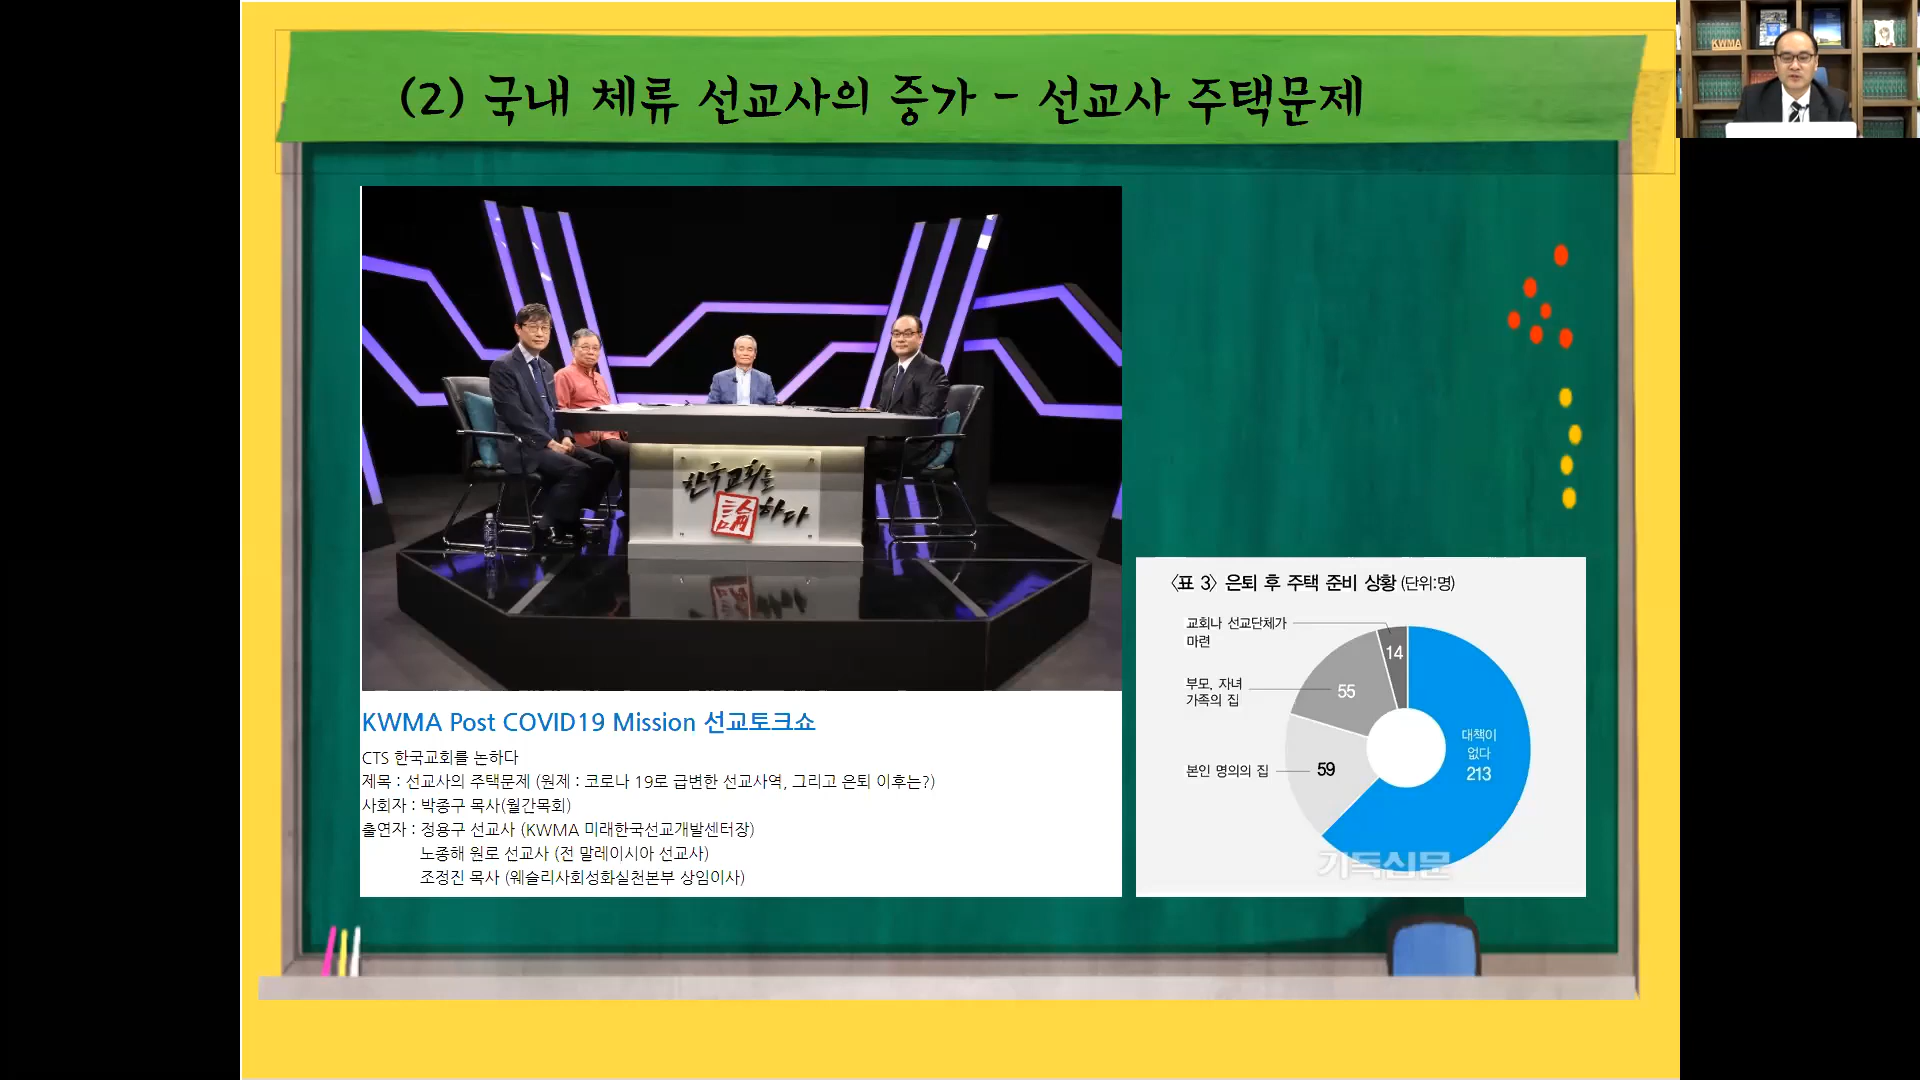 (2) 국내 체류 선교사의 증가 - 선교사 주택문제
KWMA
한국교회를
論하다
KWMA Post COVID19 Mission 선교토크쇼
CTS 한국교회를 논하다
제목 : 선교사의 주택문제 (원제 : 코로나 19로 급변한 선교사역, 그리고 은퇴 이후는?)
사회자 : 박종구 목사(월간목회)
출연자 : 정용구 선교사 (KWMA 미래한국선교개발센터장)
노종해 원로 선교사 (전 말레이시아 선교사)
조정진 목사 (웨슬리사회성화실천본부 상임이사)
<표 3> 은퇴 후 주택 준비 상황 (단위:명)
교회나 선교단체가
마련
14
부모, 자녀
가족의 집
55
본인 명의의 집
59
대책이
없다
213
기독신문